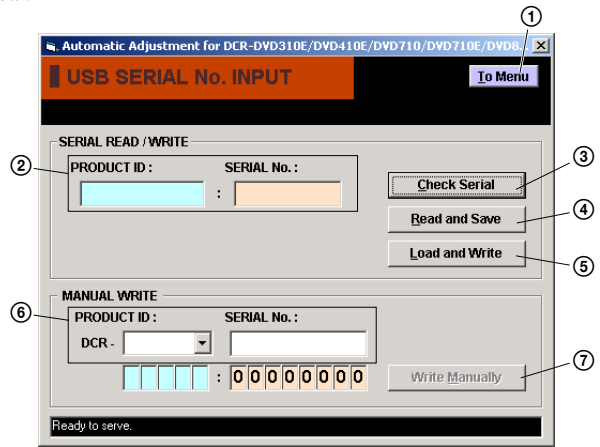 ①
Automatic Adjustment for DCR-DVD310E/DVD410E/DVD710/DVD710E/DVD8...
USB SERIAL No. INPUT
To Menu
SERIAL READ / WRITE
②
PRODUCT ID :
SERIAL No. :
:
③
Check Serial
④
Read and Save
⑤
Load and Write
MANUAL WRITE
⑥
PRODUCT ID :
SERIAL No. :
DCR -
: 0 0 0 0 0 0 0 0
⑦
Write Manually
Ready to serve.